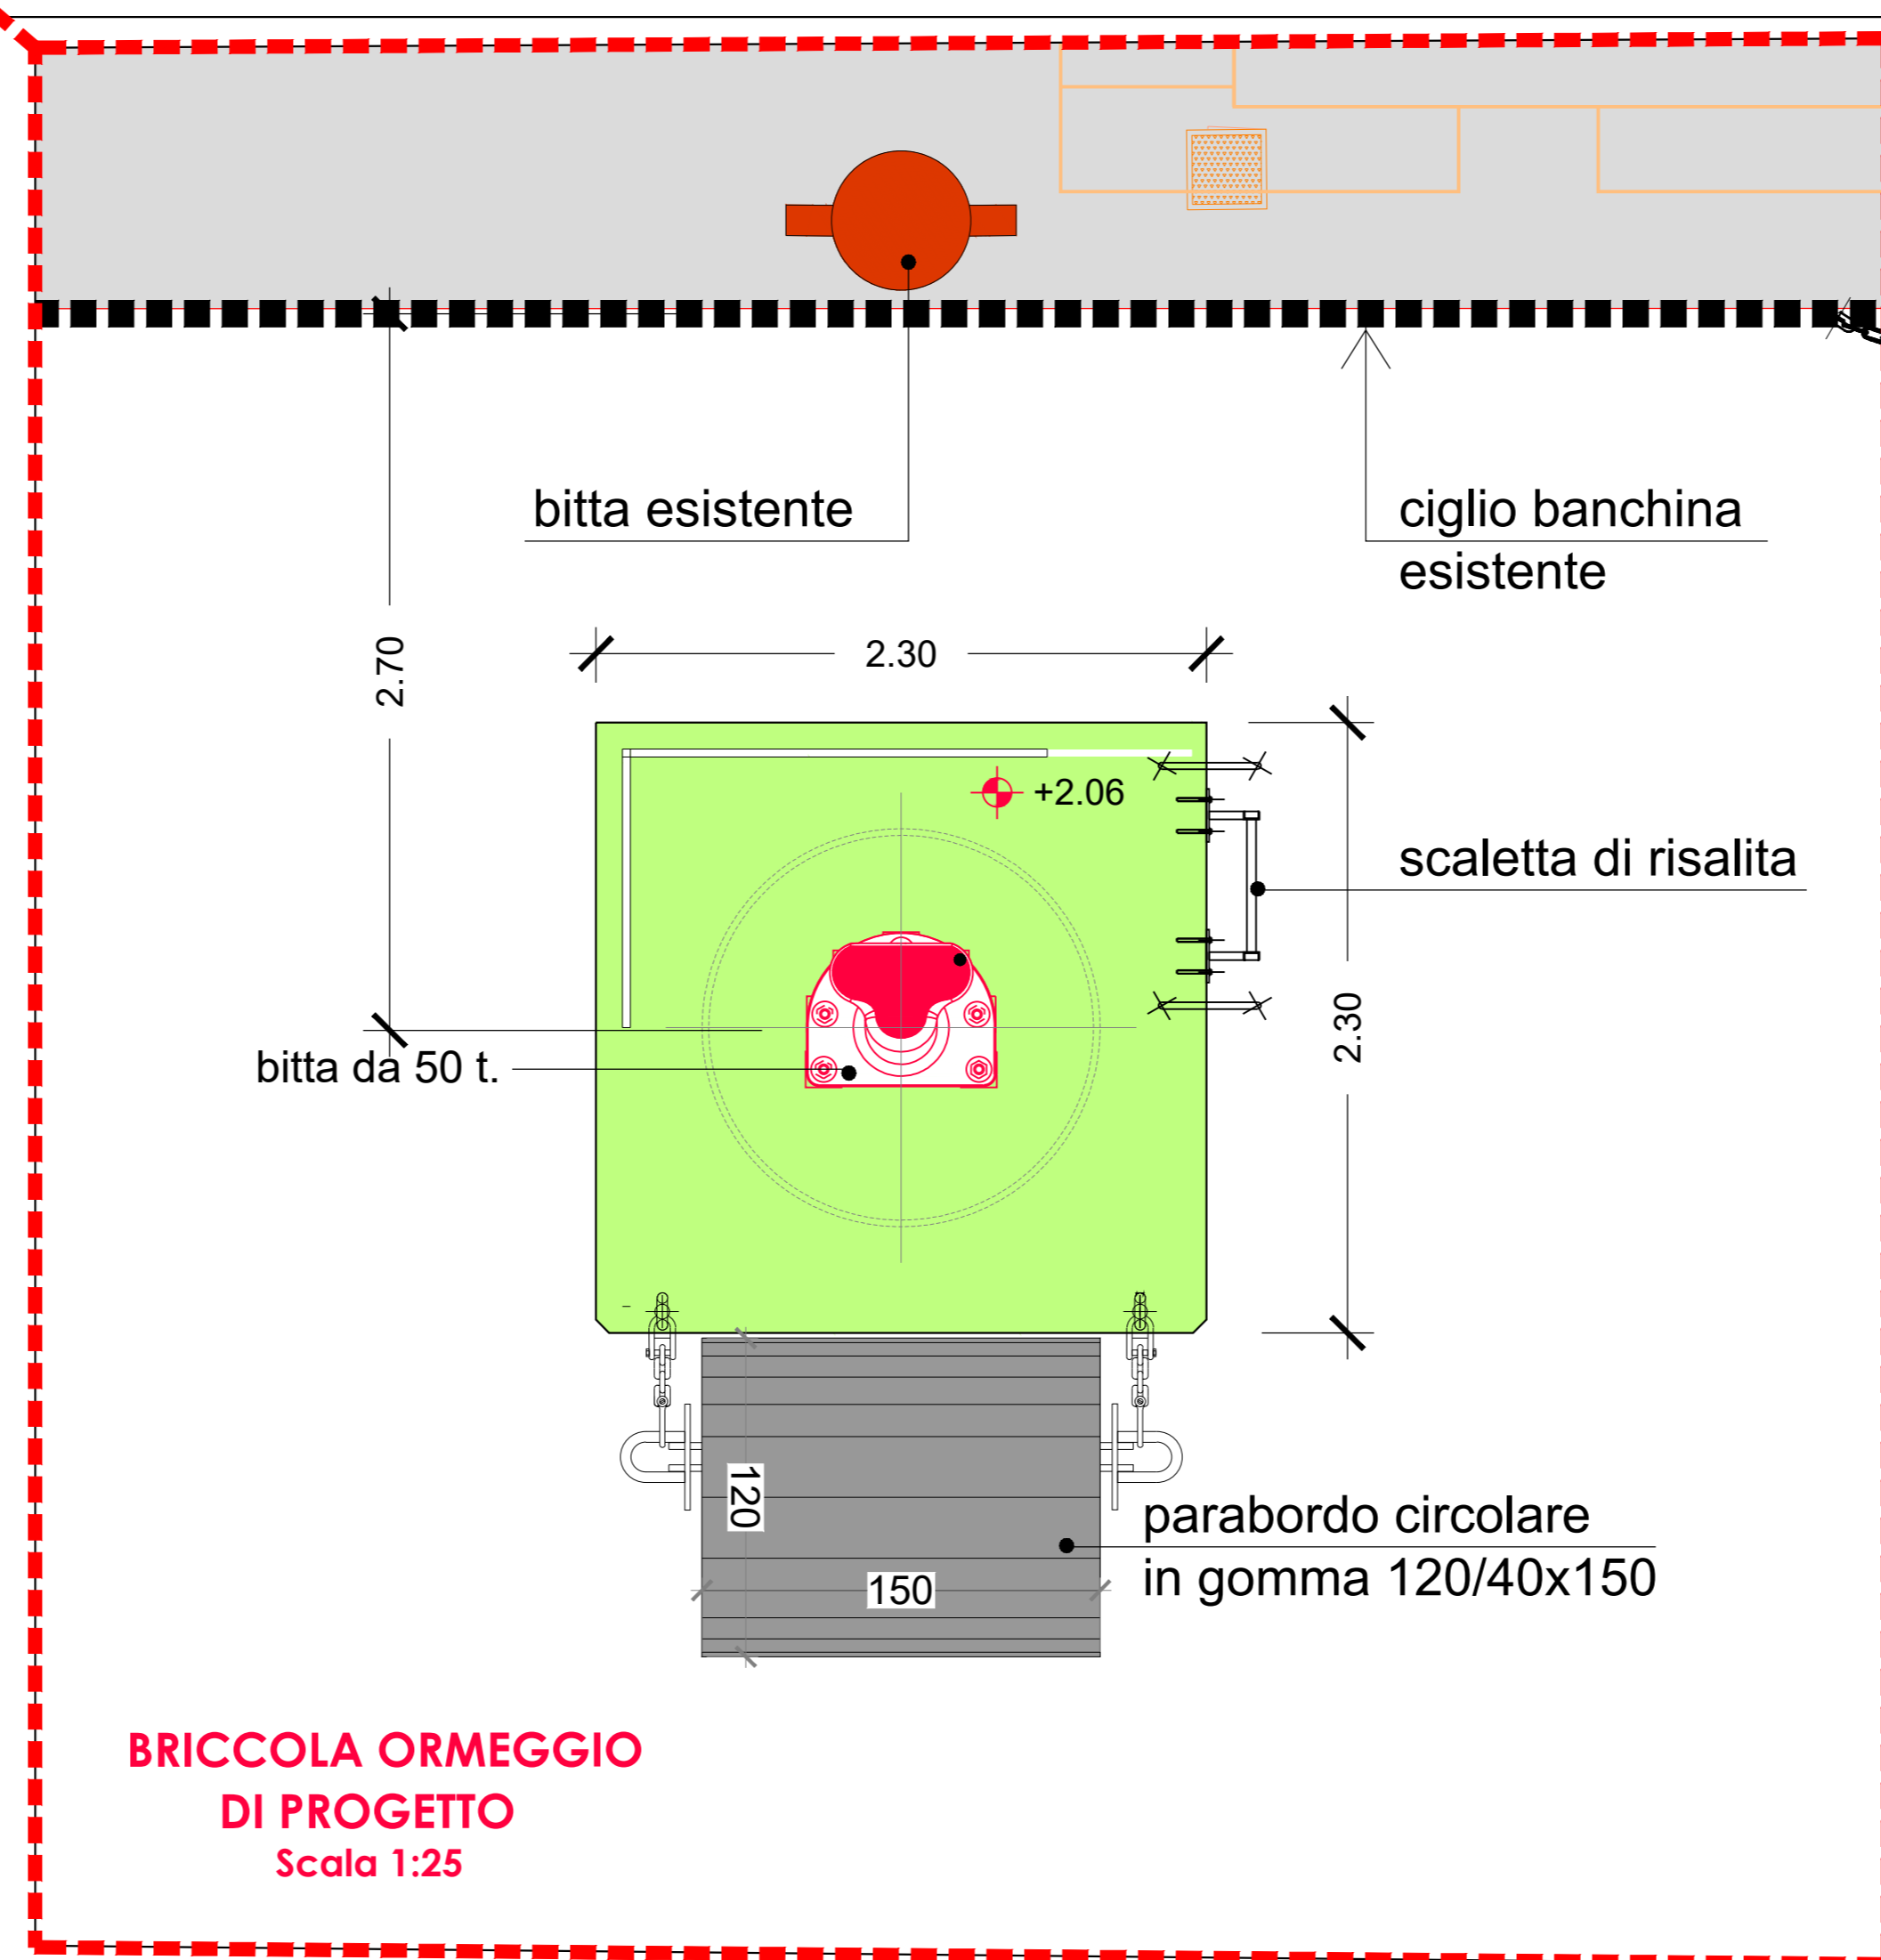 bitta esistente
ciglio banchina
esistente
2.70
2.30
+2.06
scaletta di risalita
2.30
bitta da 50 t.
120
150
parabordo circolare
in gomma 120/40x150
BRICCOLA ORMEGGIO
DI PROGETTO
Scala 1:25